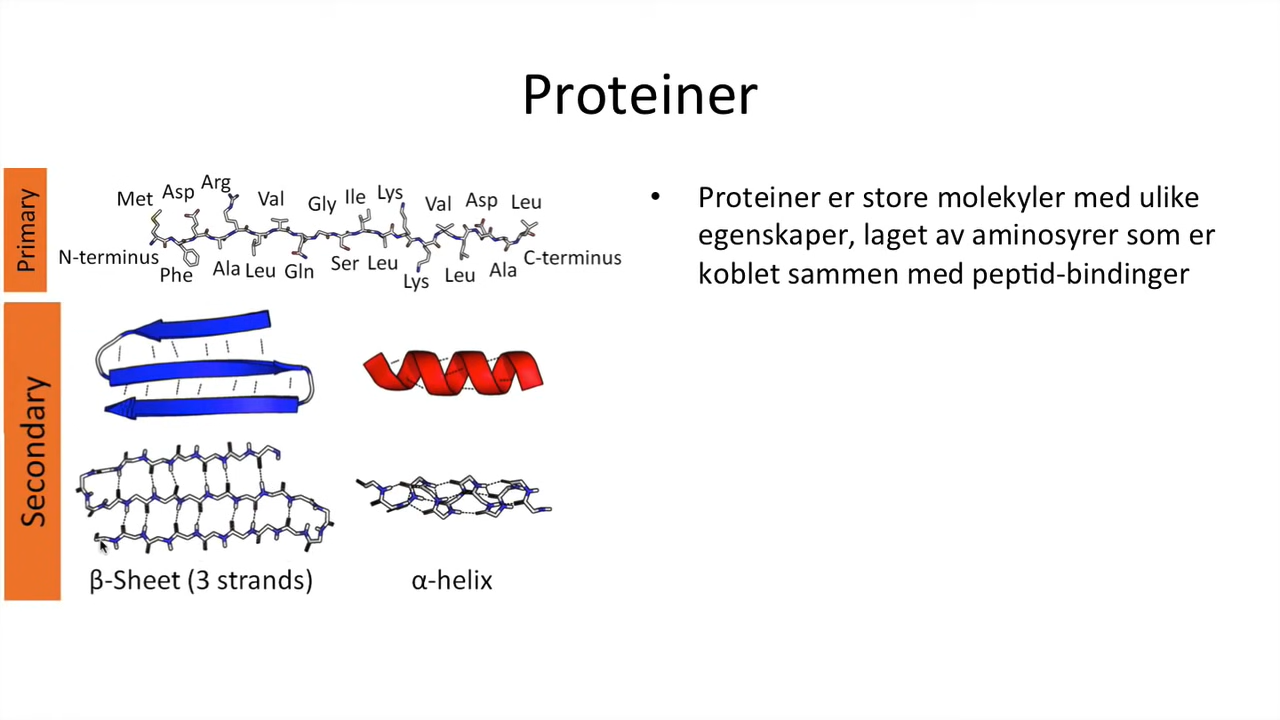 Proteiner
Primary
Met Asp Arg Val Gly Ile Lys Val Asp Leu
N-terminus Phe Ala Leu Gln Ser Leu Lys Leu Ala C-terminus
• Proteiner er store molekyler med ulike
egenskaper, laget av aminosyrer som er
koblet sammen med peptid-bindinger
Secondary
β-Sheet (3 strands)
α-helix